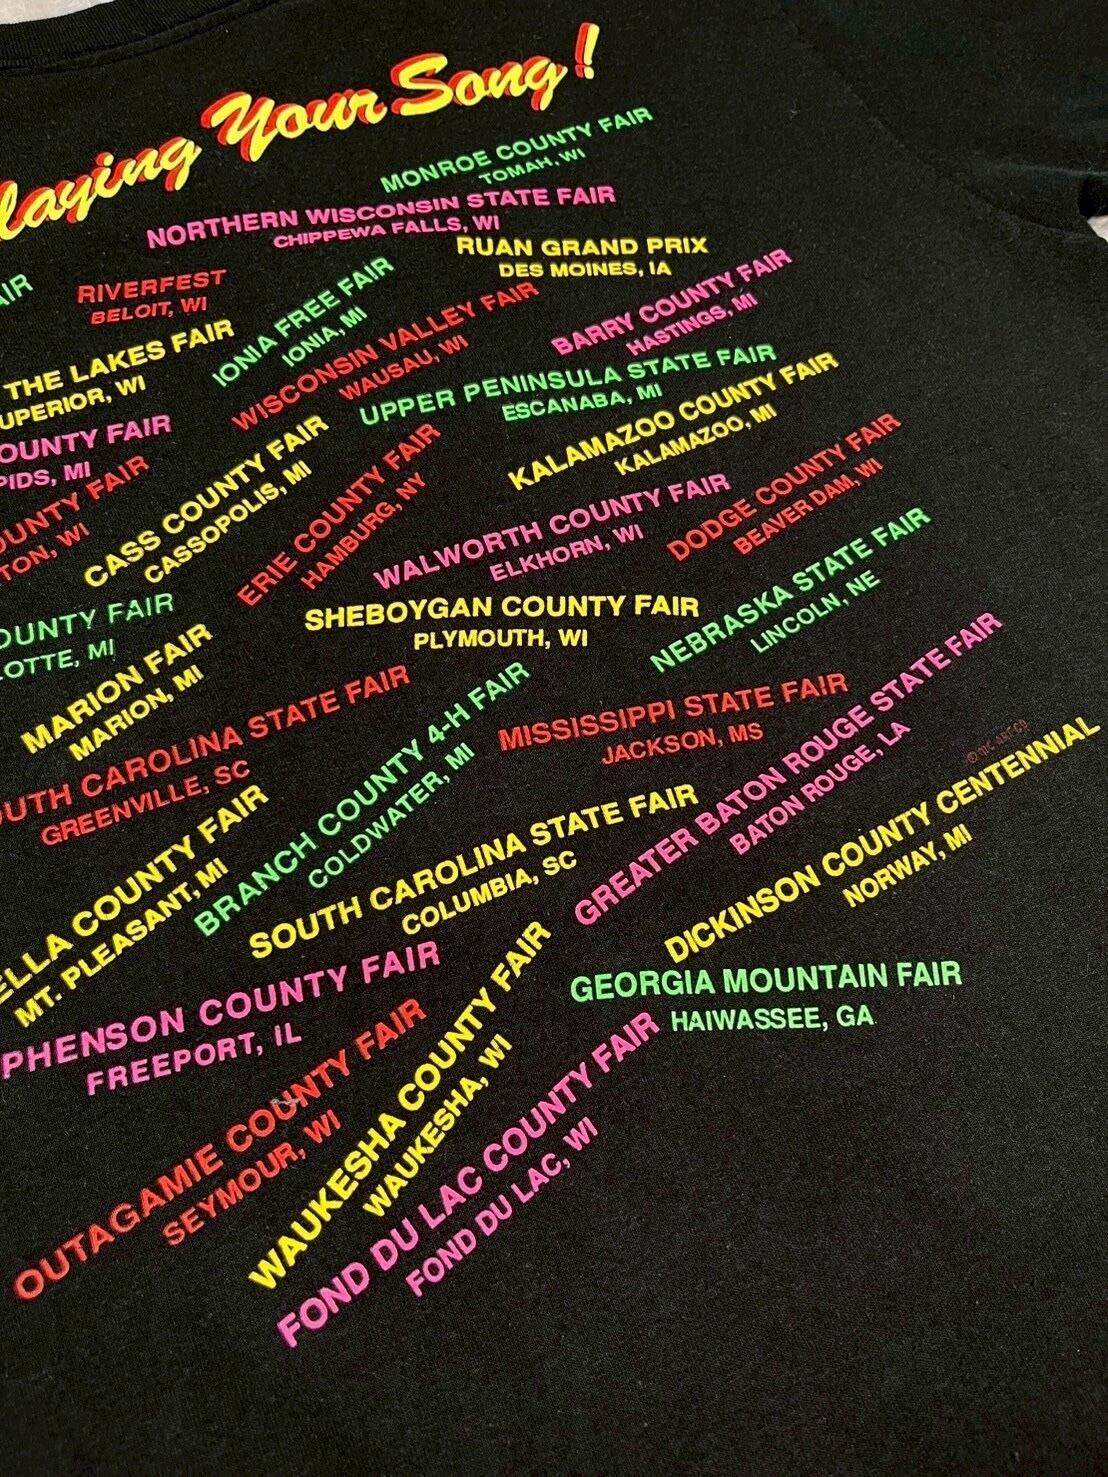 Your Song!
MONROE COUNTY FAIR
TOMAH, WI
NORTHERN WISCONSIN STATE FAIR
CHIPPEWA FALLS, WI
RUAN GRAND PRIX
DES MOINES, IA
RIVERFEST
BELOIT, WI
IONIA FREE FAIR
IONIA, MI
WISCONSIN VALLEY FAIR
WAUSAU, WI
BARRY COUNTY FAIR
HASTINGS, MI
THE LAKES FAIR
WI
UPPER PENINSULA STATE FAIR
ESCANABA, MI
KALAMAZOO COUNTY FAIR
KALAMAZOO, MI
FAIR
MI
CASS COUNTY FAIR
CASSOPOLIS, MI
ERIE COUNTY FAIR
HAMBURG, NY
FAIR
WI
WALWORTH COUNTY FAIR
ELKHORN, WI
DODGE COUNTY FAIR
BEAVER DAM, WI
FAIR
MI
MARION FAIR
MARION, MI
SHEBOYGAN COUNTY FAIR
PLYMOUTH, WI
NEBRASKA STATE FAIR
LINCOLN, NE
CAROLINA STATE FAIR
GREENVILLE, SC
BRANCH COUNTY 4-H FAIR
COLDWATER, MI
MISSISSIPPI STATE FAIR
JACKSON, MS
GREATER BATON ROUGE STATE FAIR
BATON ROUGE, LA
COUNTY FAIR
MT. PLEASANT, MI
SOUTH CAROLINA STATE FAIR
COLUMBIA, SC
DICKINSON COUNTY CENTENNIAL
NORWAY, MI
COUNTY FAIR
FREEPORT, IL
GEORGIA MOUNTAIN FAIR
HAIWASSEE, GA
OUTAGAMIE COUNTY FAIR
SEYMOUR, WI
WAUKESHA COUNTY FAIR
WAUKESHA, WI
FOND DU LAC COUNTY FAIR
FOND DU LAC, WI